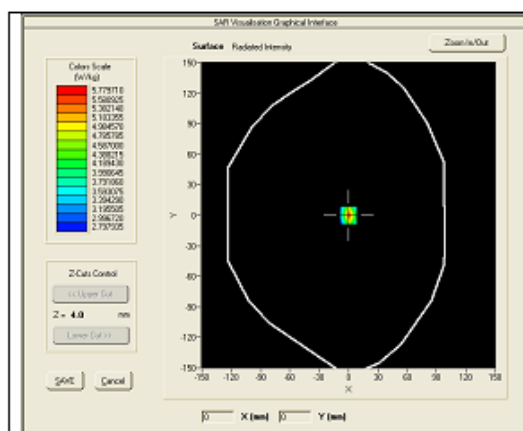 SAR Visualisation Graphical Interface
Surface Radiated Intensity
Zoom In/Out
Colors Scale
(W/kg)
5.779710
5.580925
5.382140
5.183355
4.984570
4.785785
4.587000
4.388215
4.189430
3.990645
3.791860
3.593075
3.394290
3.195505
2.996720
2.797935
150
120
90
60
30
0
-30
-60
-90
-120
-150
Y
-150 -120 -90 -60 -30 0 30 60 90 120 150
X
Z-Cuts Control
<< Upper Cut
Z = 4.0 mm
Lower Cut >>
SAVE Cancel
0 X (mm) 0 Y (mm)